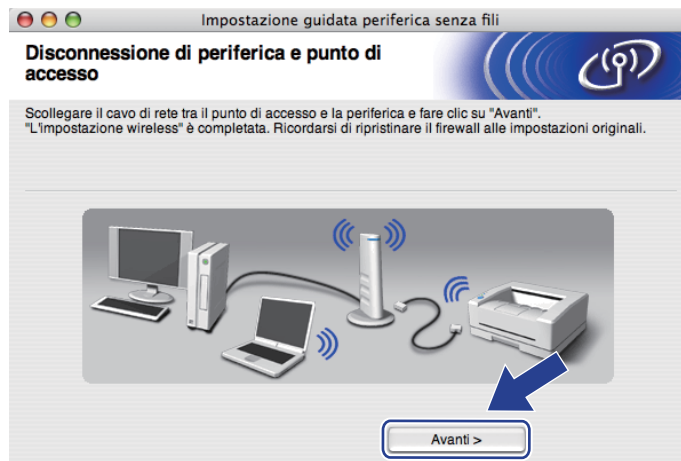 Impostazione guidata periferica senza fili
Disconnessione di periferica e punto di
accesso
Scollegare il cavo di rete tra il punto di accesso e la periferica e fare clic su "Avanti".
"L'impostazione wireless" è completata. Ricordarsi di ripristinare il firewall alle impostazioni originali.
Avanti >